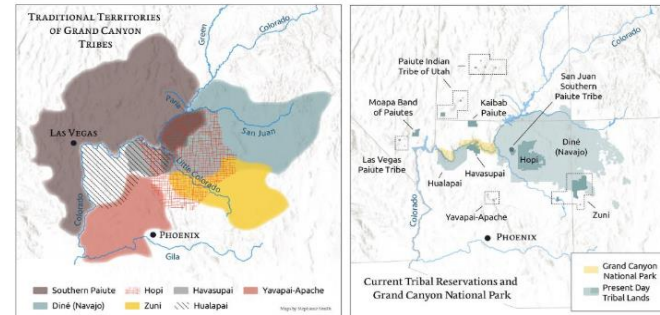 Traditional Territories
of Grand Canyon
Tribes
Green
Colorado
Paria
San Juan
Las Vegas
Little Colorado
Colorado
Phoenix
Gila
Southern Paiute
Hopi
Havasupai
Yavapai-Apache
Diné (Navajo)
Zuni
Hualapai
Paiute Indian
Tribe of Utah
Green
Colorado
San Juan
Southern
Paiute Tribe
Moapa Band
of Paiutes
Kaibab
Paiute
Las Vegas
Paiute Tribe
Diné
(Navajo)
Hopi
Havasupai
Hualapai
Zuni
Yavapai-Apache
Colorado
Phoenix
Gila
Current Tribal Reservations and
Grand Canyon National Park
Grand Canyon
National Park
Present Day
Tribal Lands